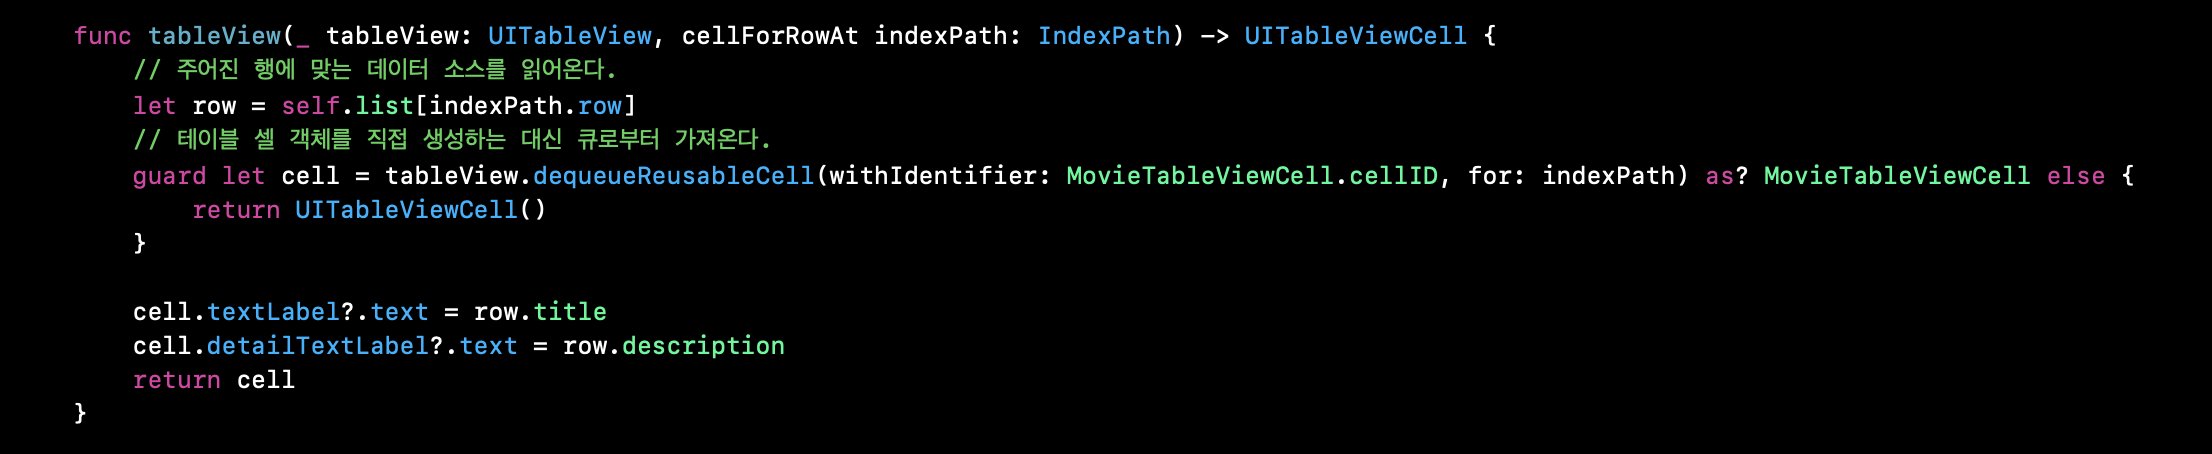 func tableView(_ tableView: UITableView, cellForRowAt indexPath: IndexPath) -> UITableViewCell {
    // 주어진 행에 맞는 데이터 소스를 읽어온다.
    let row = self.list[indexPath.row]
    // 테이블 셀 객체를 직접 생성하는 대신 큐로부터 가져온다.
    guard let cell = tableView.dequeueReusableCell(withIdentifier: MovieTableViewCell.cellID, for: indexPath) as? MovieTableViewCell else {
        return UITableViewCell()
    }

    cell.textLabel?.text = row.title
    cell.detailTextLabel?.text = row.description
    return cell
}